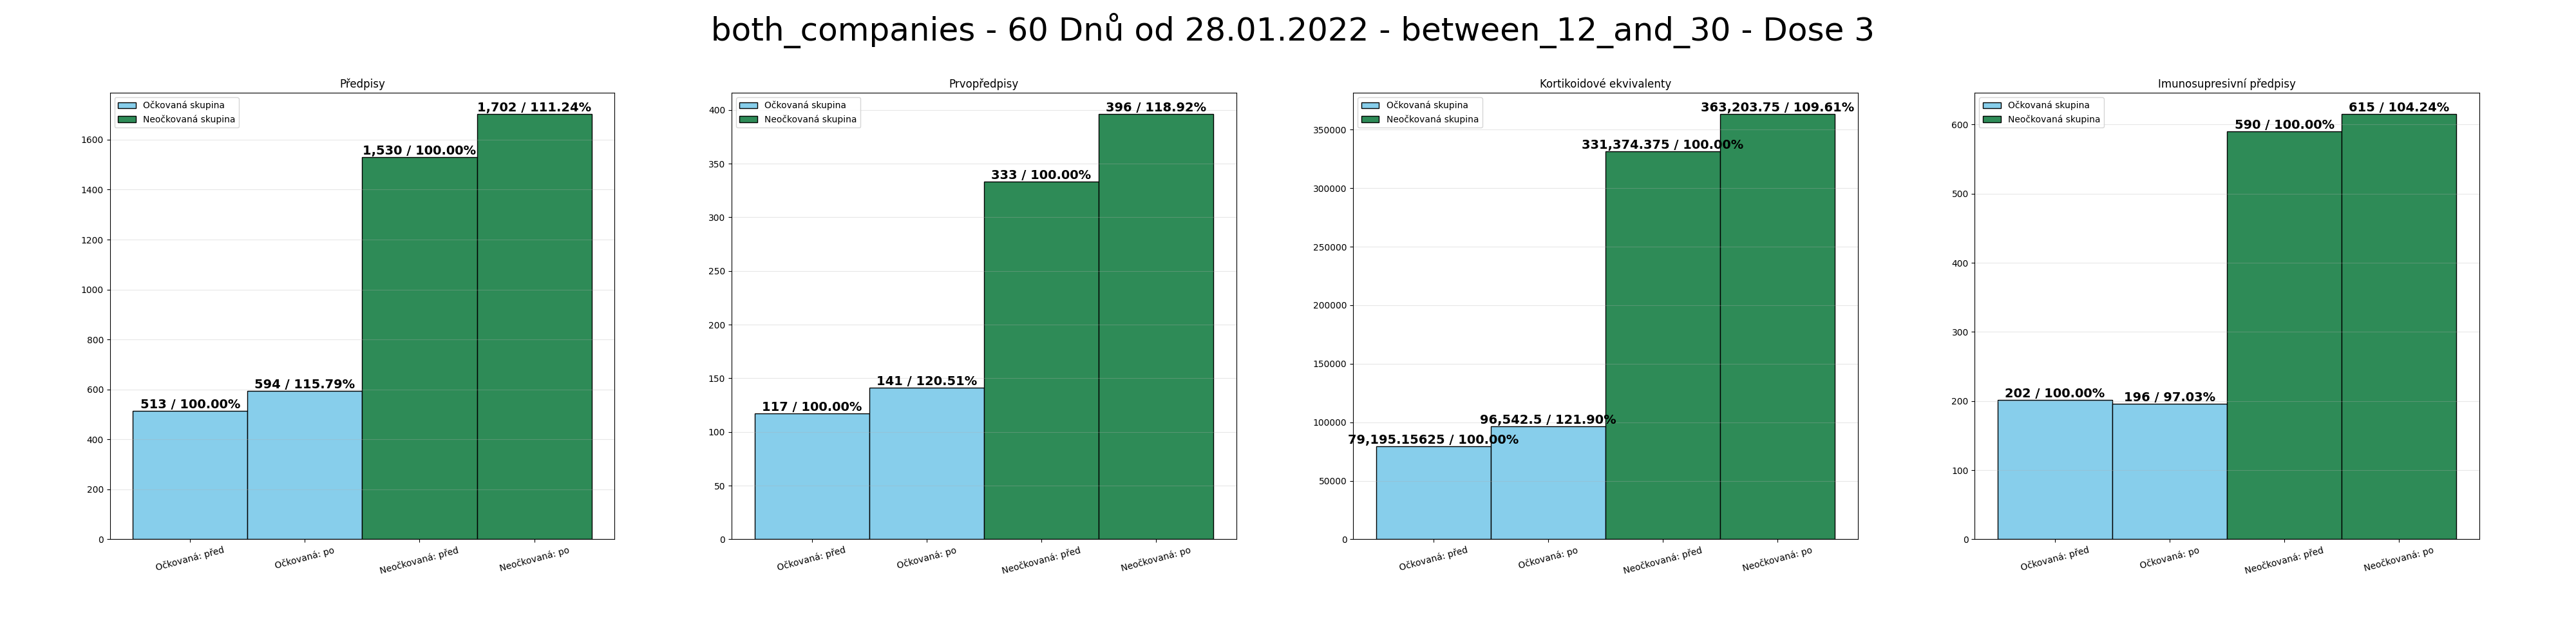 both_companies - 60 Dnů od 28.01.2022 - between_12_and_30 - Dose 3
Předpisy
Očkovaná skupina
Neočkovaná skupina
1,702 / 111.24%
1,530 / 100.00%
594 / 115.79%
513 / 100.00%
1600
1400
1200
1000
800
600
400
200
0
Očkovaná: před
Očkovaná: po
Neočkovaná: před
Neočkovaná: po
Prvopředpisy
Očkovaná skupina
Neočkovaná skupina
396 / 118.92%
333 / 100.00%
141 / 120.51%
117 / 100.00%
400
350
300
250
200
150
100
50
0
Očkovaná: před
Očkovaná: po
Neočkovaná: před
Neočkovaná: po
Kortikoidové ekvivalenty
Očkovaná skupina
Neočkovaná skupina
363,203.75 / 109.61%
331,374.375 / 100.00%
96,542.5 / 121.90%
79,195.15625 / 100.00%
350000
300000
250000
200000
150000
100000
50000
0
Očkovaná: před
Očkovaná: po
Neočkovaná: před
Neočkovaná: po
Imunosupresivní předpisy
Očkovaná skupina
Neočkovaná skupina
615 / 104.24%
590 / 100.00%
202 / 100.00%
196 / 97.03%
600
500
400
300
200
100
0
Očkovaná: před
Očkovaná: po
Neočkovaná: před
Neočkovaná: po